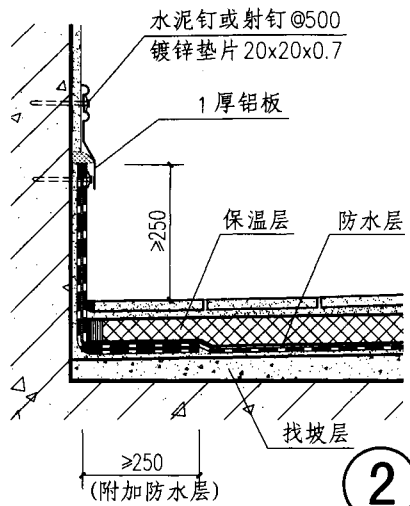 水泥钉或射钉@500
镀锌垫片20x20x0.7
1厚铝板
≥250
保温层
防水层
找坡层
≥250
(附加防水层)
2